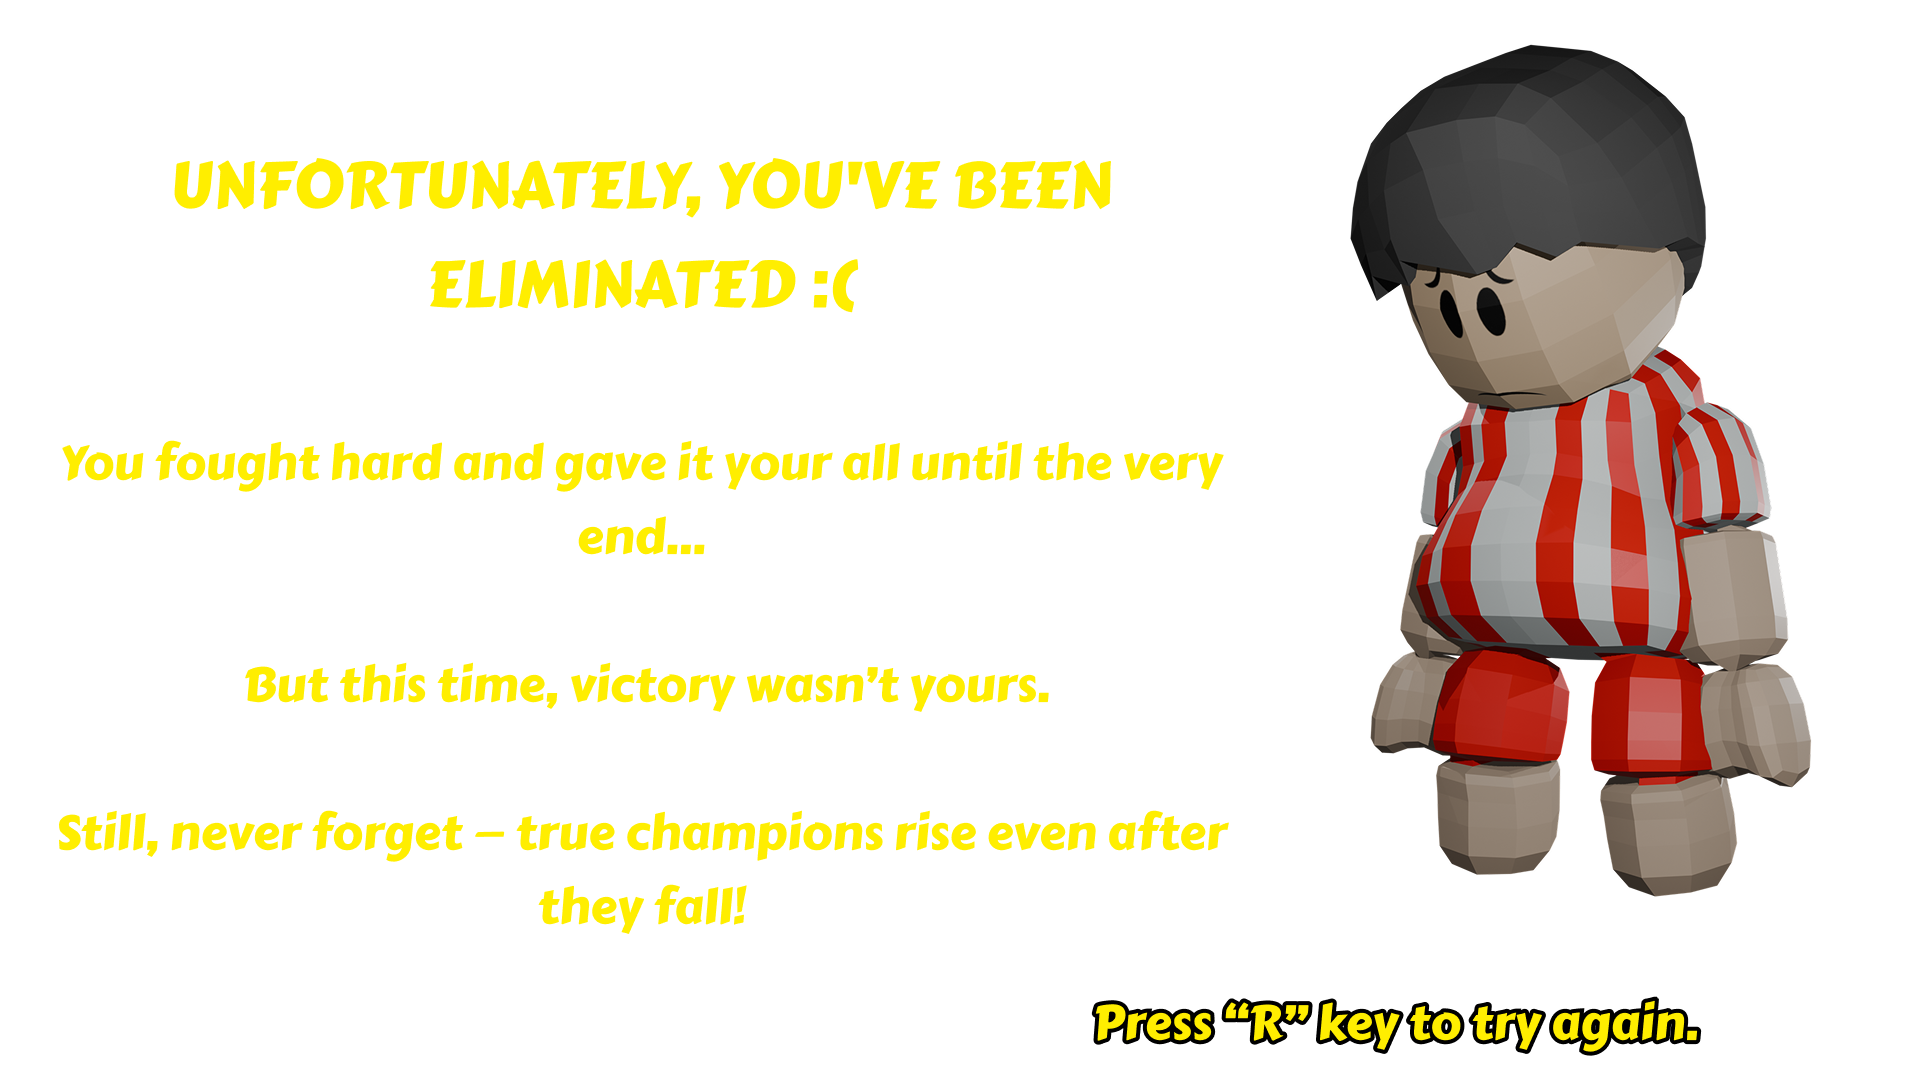 UNFORTUNATELY, YOU'VE BEEN
ELIMINATED :(
You fought hard and gave it your all until the very
end...
But this time, victory wasn’t yours.
Still, never forget – true champions rise even after
they fall!
Press “R” key to try again.